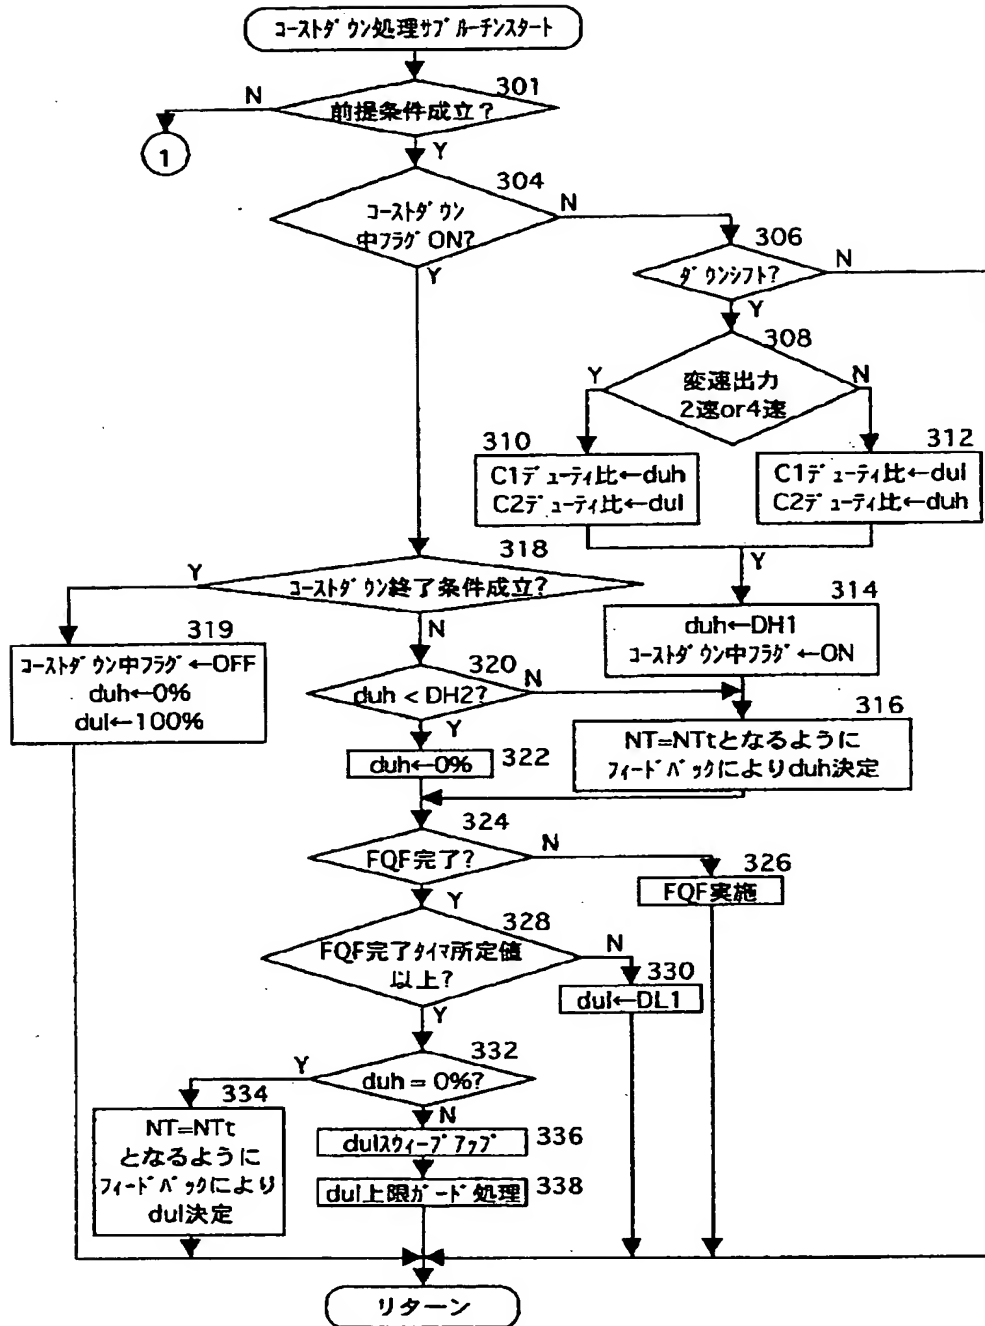 コーストダウン処理サブルーチンスタート
301
N
前提条件成立？
1
Y
304
N
コーストダウン
中フラグON?
306
N
Y
ダウンシフト?
Y
308
Y
変速出力
N
2速or4速
310
312
C1デューティ比←duh
C2デューティ比←dul
C1デューティ比←dul
C2デューティ比←duh
318
Y
コーストダウン終了条件成立?
Y
314
319
N
duh←DH1
コーストダウン中フラグ←ON
コーストダウン中フラグ←OFF
duh←0%
dul←100%
320
N
duh < DH2?
316
Y
NT=NTtとなるように
フィードバックによりduh決定
duh←0%
322
324
N
FQF完了?
326
FQF実施
Y
328
FQF完了タイマ所定値
以上?
N
330
dul←DL1
Y
332
Y
duh = 0%?
334
N
NT=NTt
となるように
フィードバックにより
dul決定
dulスウィープアップ
336
dul上限ガード処理
338
リターン